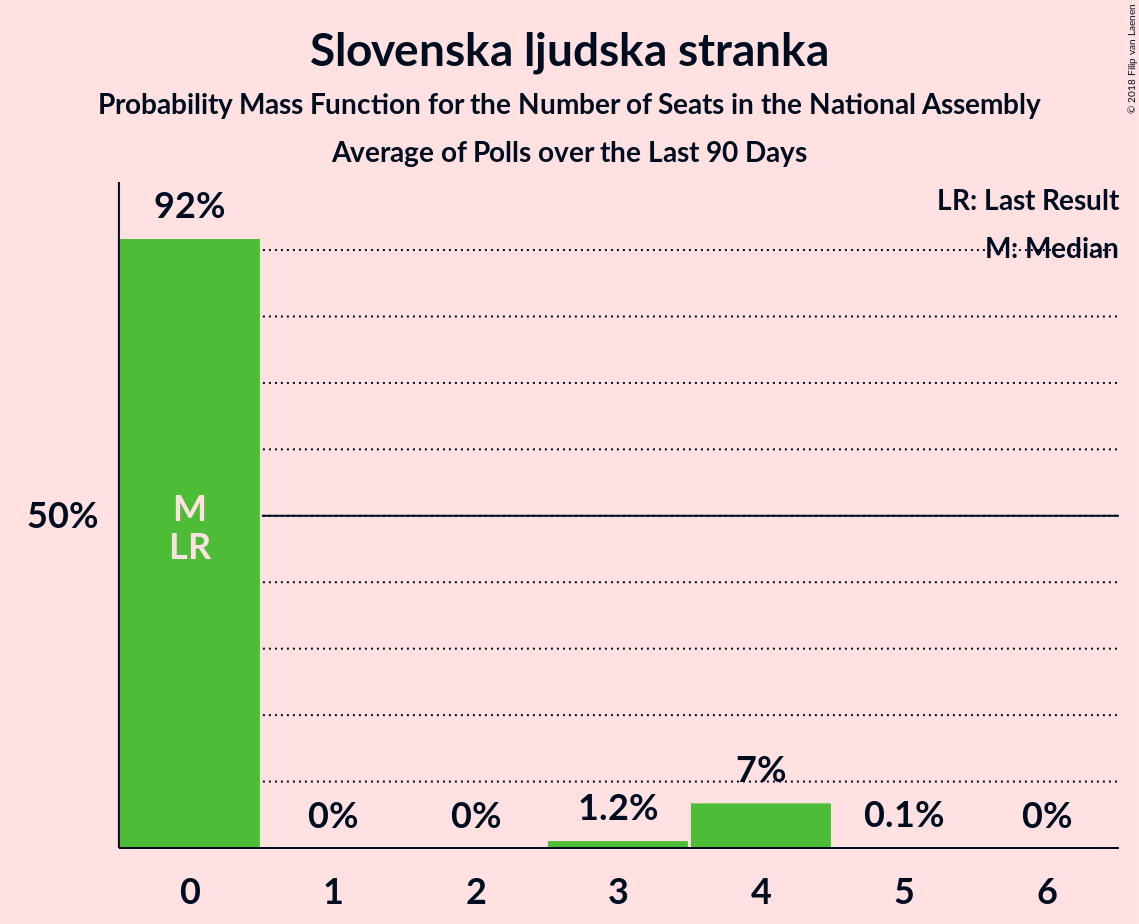 Slovenska ljudska stranka
Probability Mass Function for the Number of Seats in the National Assembly
Average of Polls over the Last 90 Days
© 2018 Filip van Laenen
LR: Last Result
M: Median
92%
50%
M
LR
0%
0%
1.2%
7%
0.1%
0%
0
1
2
3
4
5
6